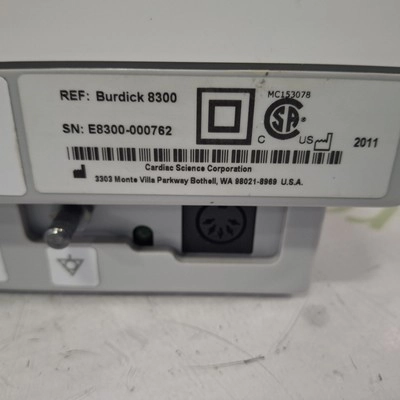 REF: Burdick 8300
MC153078
SA
C US
SN: E8300-000762
2011
Cardiac Science Corporation
3303 Monte Villa Parkway Bothell, WA 98021-8969 U.S.A.